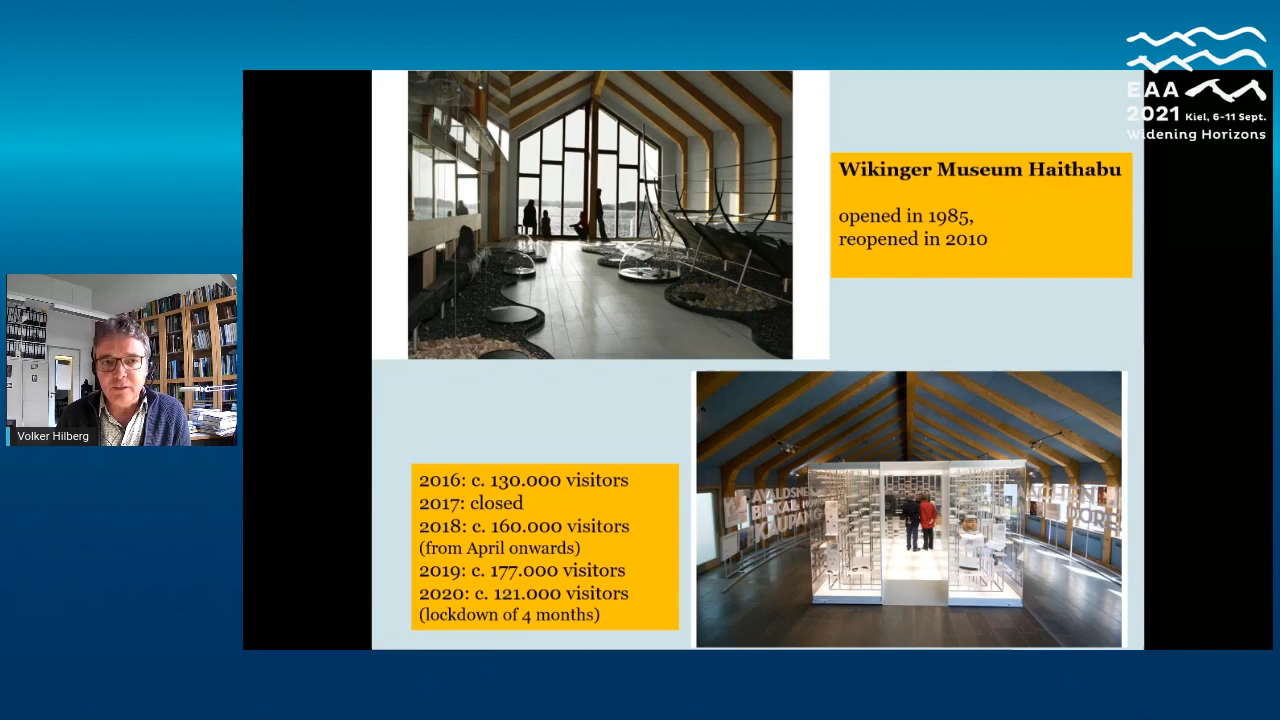 EAA
2021 Kiel, 6-11 Sept.
Widening Horizons
Wikinger Museum Haithabu
opened in 1985,
reopened in 2010
Volker Hilberg
2016: c. 130.000 visitors
2017: closed
2018: c. 160.000 visitors
(from April onwards)
2019: c. 177.000 visitors
2020: c. 121.000 visitors
(lockdown of 4 months)
KAUPANG